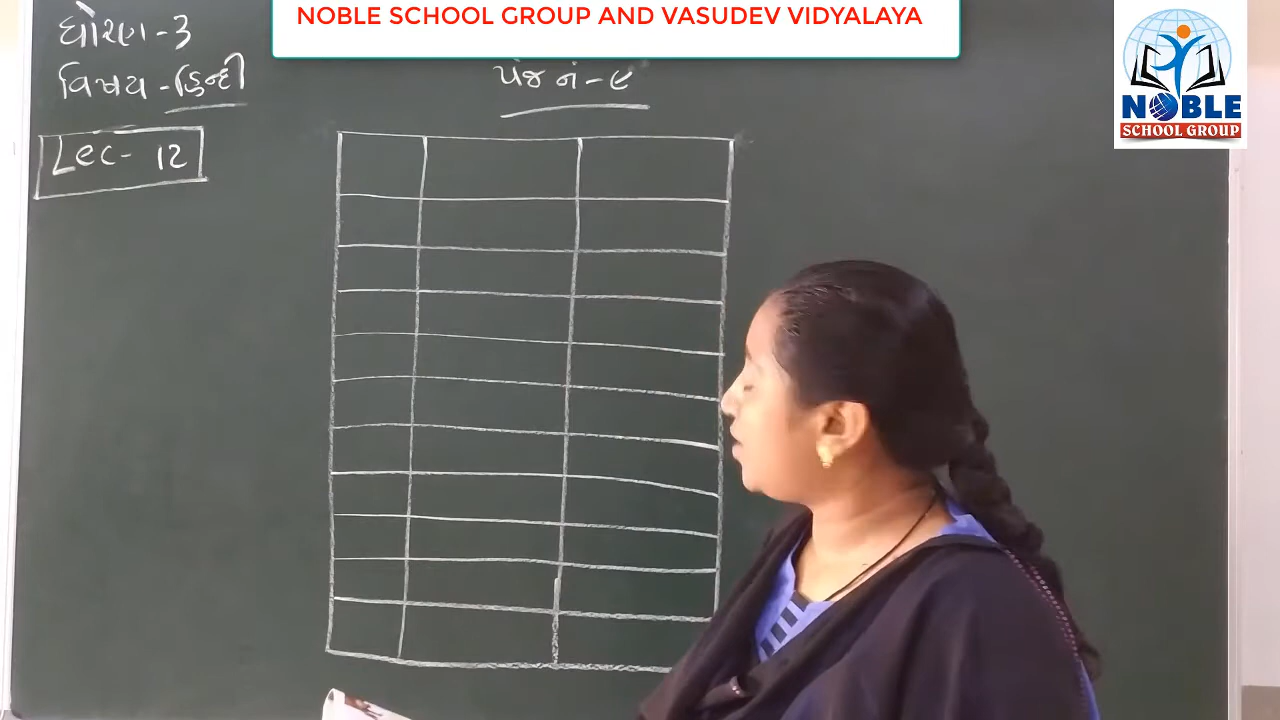 NOBLE SCHOOL GROUP AND VASUDEV VIDYALAYA
ધોરણ - 3
વિષય - હિન્દી
પેજ નં - ૯
Lec - 12
NOBLE
SCHOOL GROUP